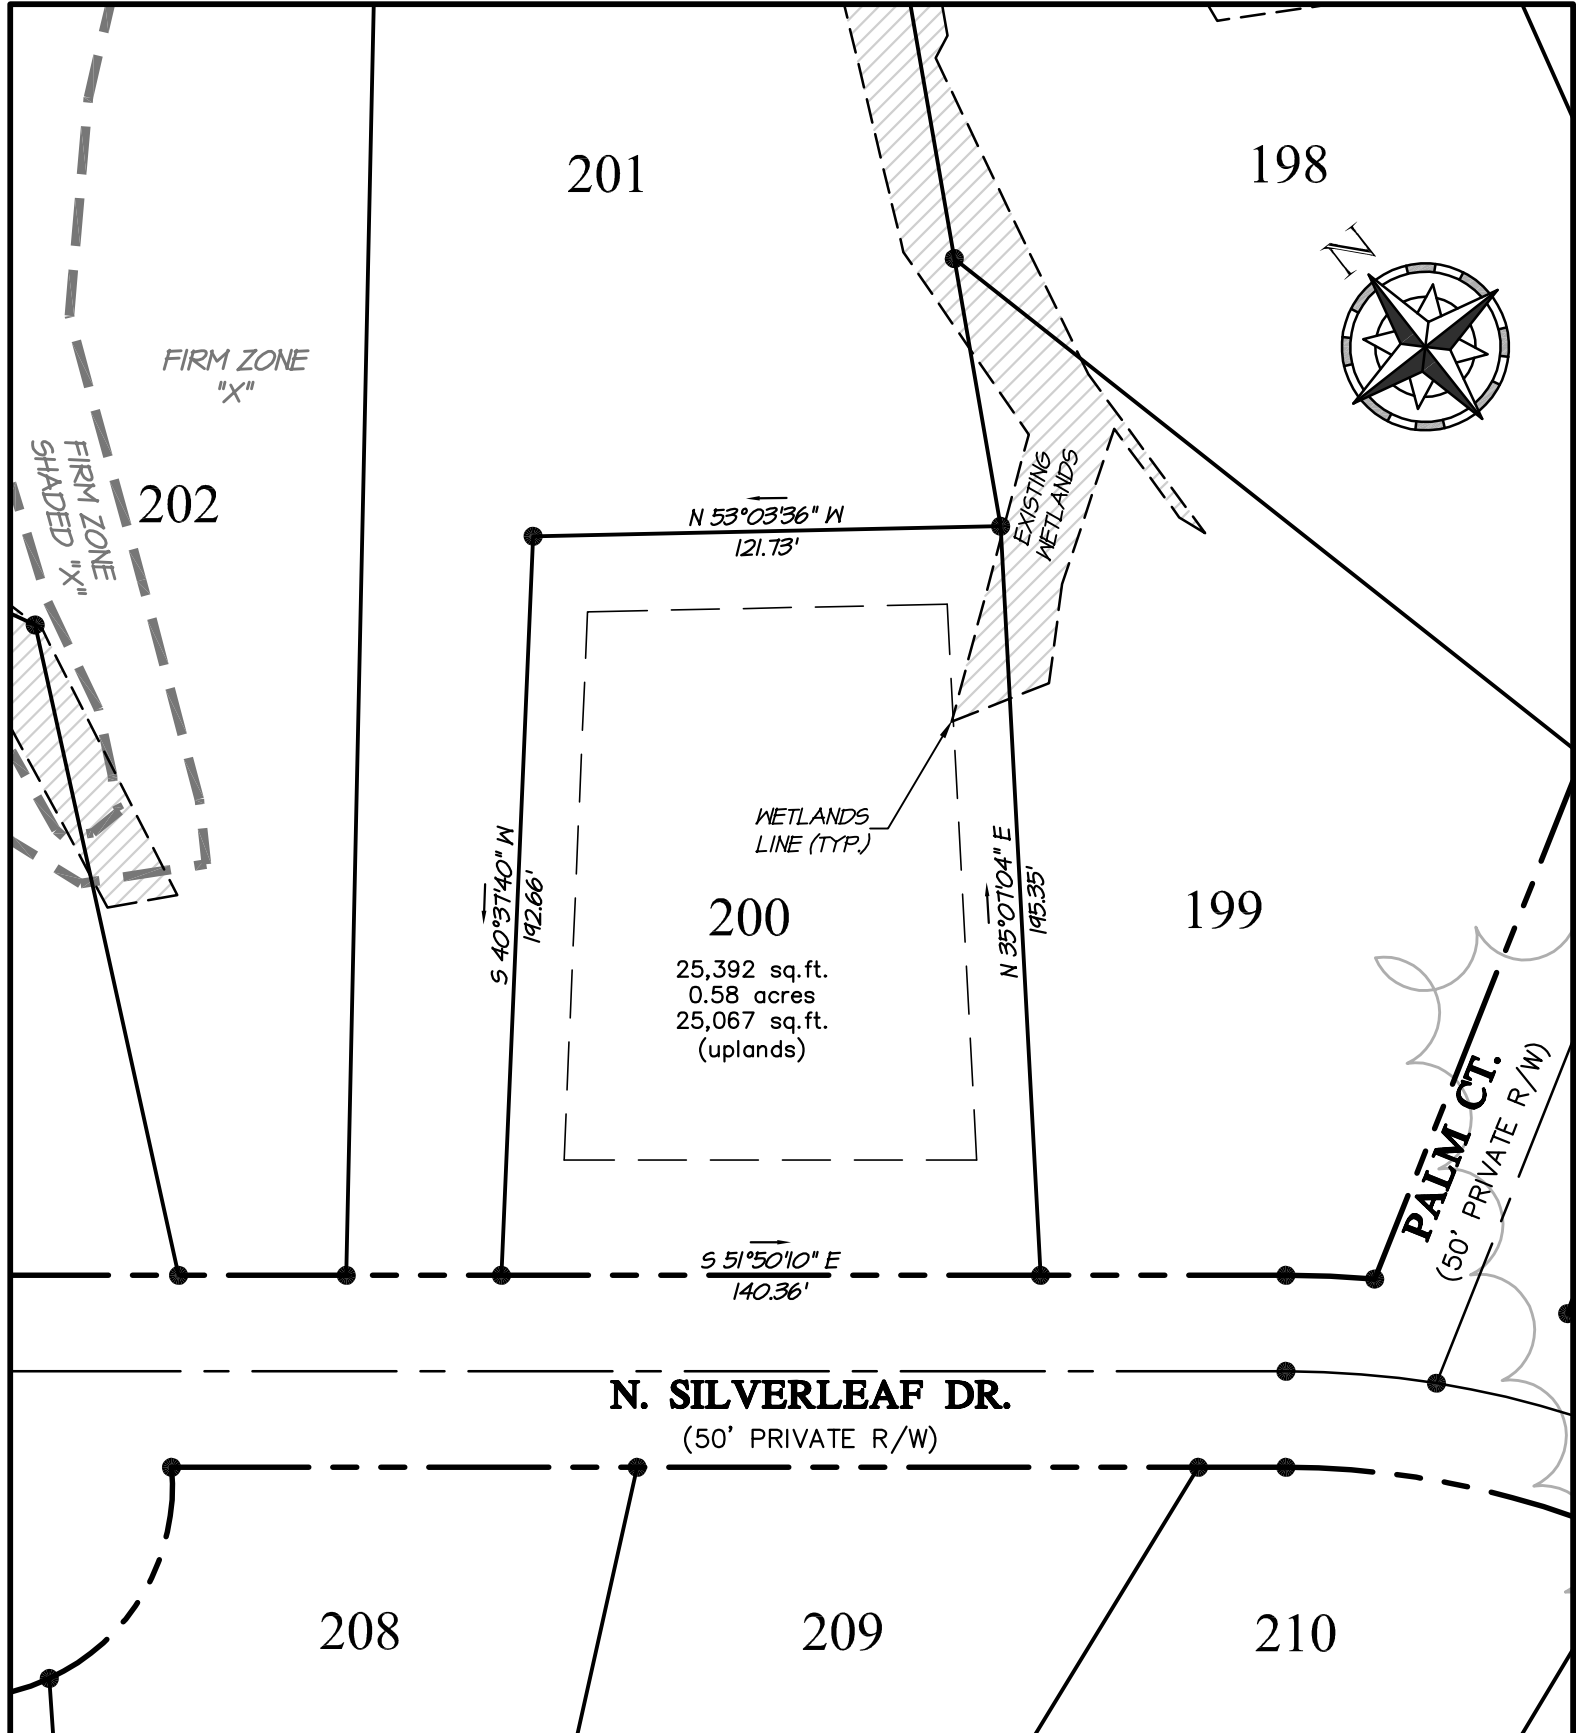 201
198
N
FIRM ZONE
"X"
FIRM ZONE
SHADED "X"
202
EXISTING
WETLANDS
N 53°03'36" W
121.73'
WETLANDS
LINE (TYP.)
S 40°37'40" W
192.66'
N 35°07'04" E
195.35'
200
25,392 sq.ft.
0.58 acres
25,067 sq.ft.
(uplands)
199
PALM CT.
(50' PRIVATE R/W)
S 51°50'10" E
140.36'
N. SILVERLEAF DR.
(50' PRIVATE R/W)
208
209
210